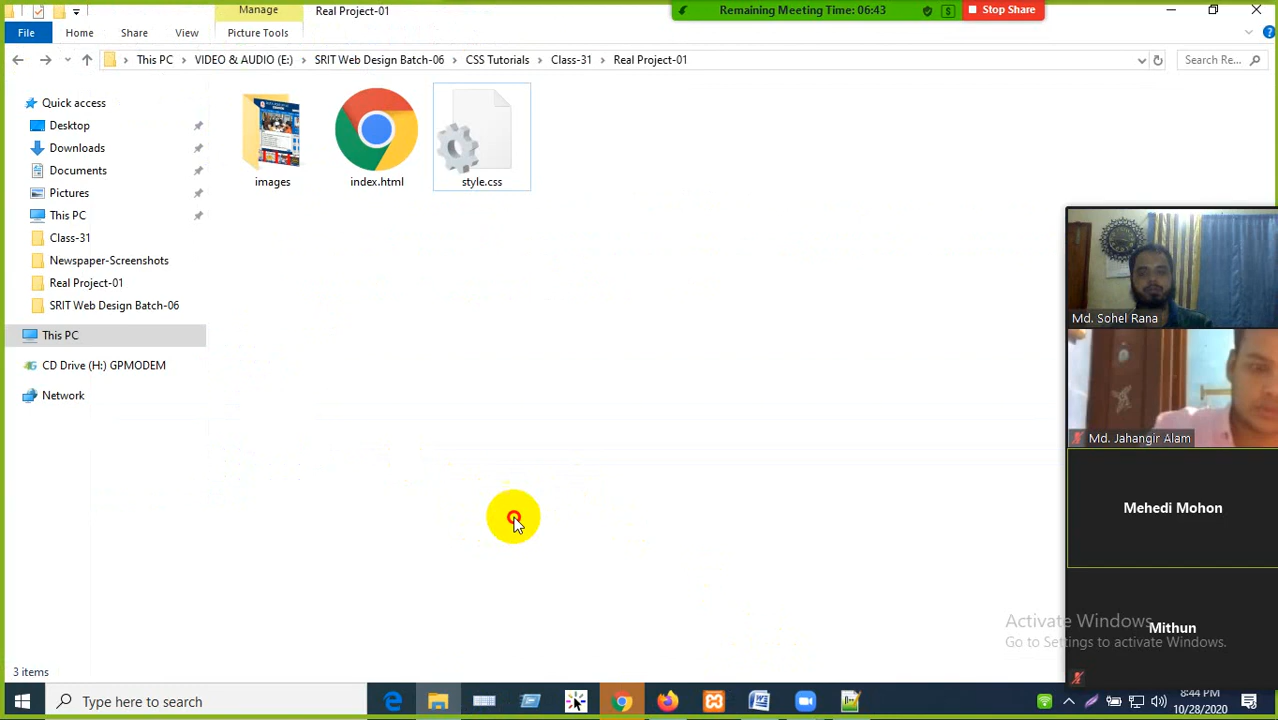 Manage
Real Project-01
Remaining Meeting Time: 06:43
Stop Share
File
Home
Share
View
Picture Tools
This PC
VIDEO & AUDIO (E:)
SRIT Web Design Batch-06
CSS Tutorials
Class-31
Real Project-01
Search Re...
Quick access
Desktop
Downloads
Documents
Pictures
This PC
Class-31
Newspaper-Screenshots
Real Project-01
SRIT Web Design Batch-06
This PC
CD Drive (H:) GPMODEM
Network
images
index.html
style.css
Md. Sohel Rana
Md. Jahangir Alam
Mehedi Mohon
Mithun
Activate Windows
Go to Settings to activate Windows.
3 items
Type here to search
8:44 PM
10/28/2020